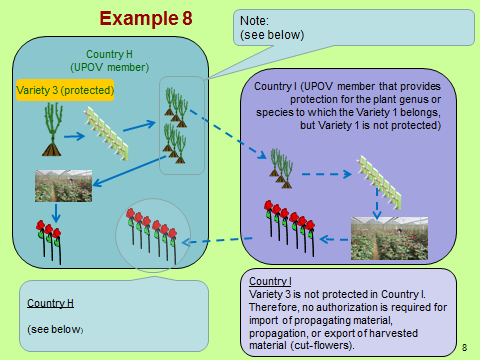 Example 8
Note:
(see below)
Country H
(UPOV member)
Variety 3 (protected)
Country I (UPOV member that provides
protection for the plant genus or
species to which the Variety 1 belongs,
but Variety 1 is not protected)
Country H
(see below)
Country I
Variety 3 is not protected in Country I.
Therefore, no authorization is required for
import of propagating material,
propagation, or export of harvested
material (cut-flowers).
8